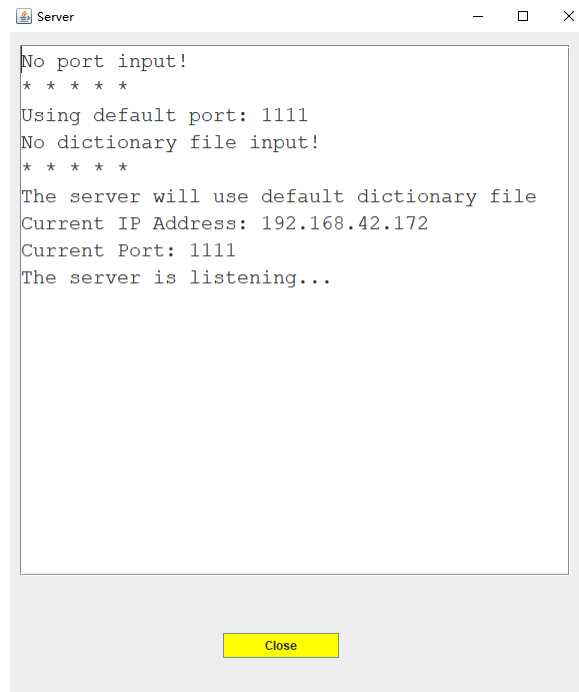 Server
No port input!
* * * * *
Using default port: 1111
No dictionary file input!
* * * * *
The server will use default dictionary file
Current IP Address: 192.168.42.172
Current Port: 1111
The server is listening...
Close